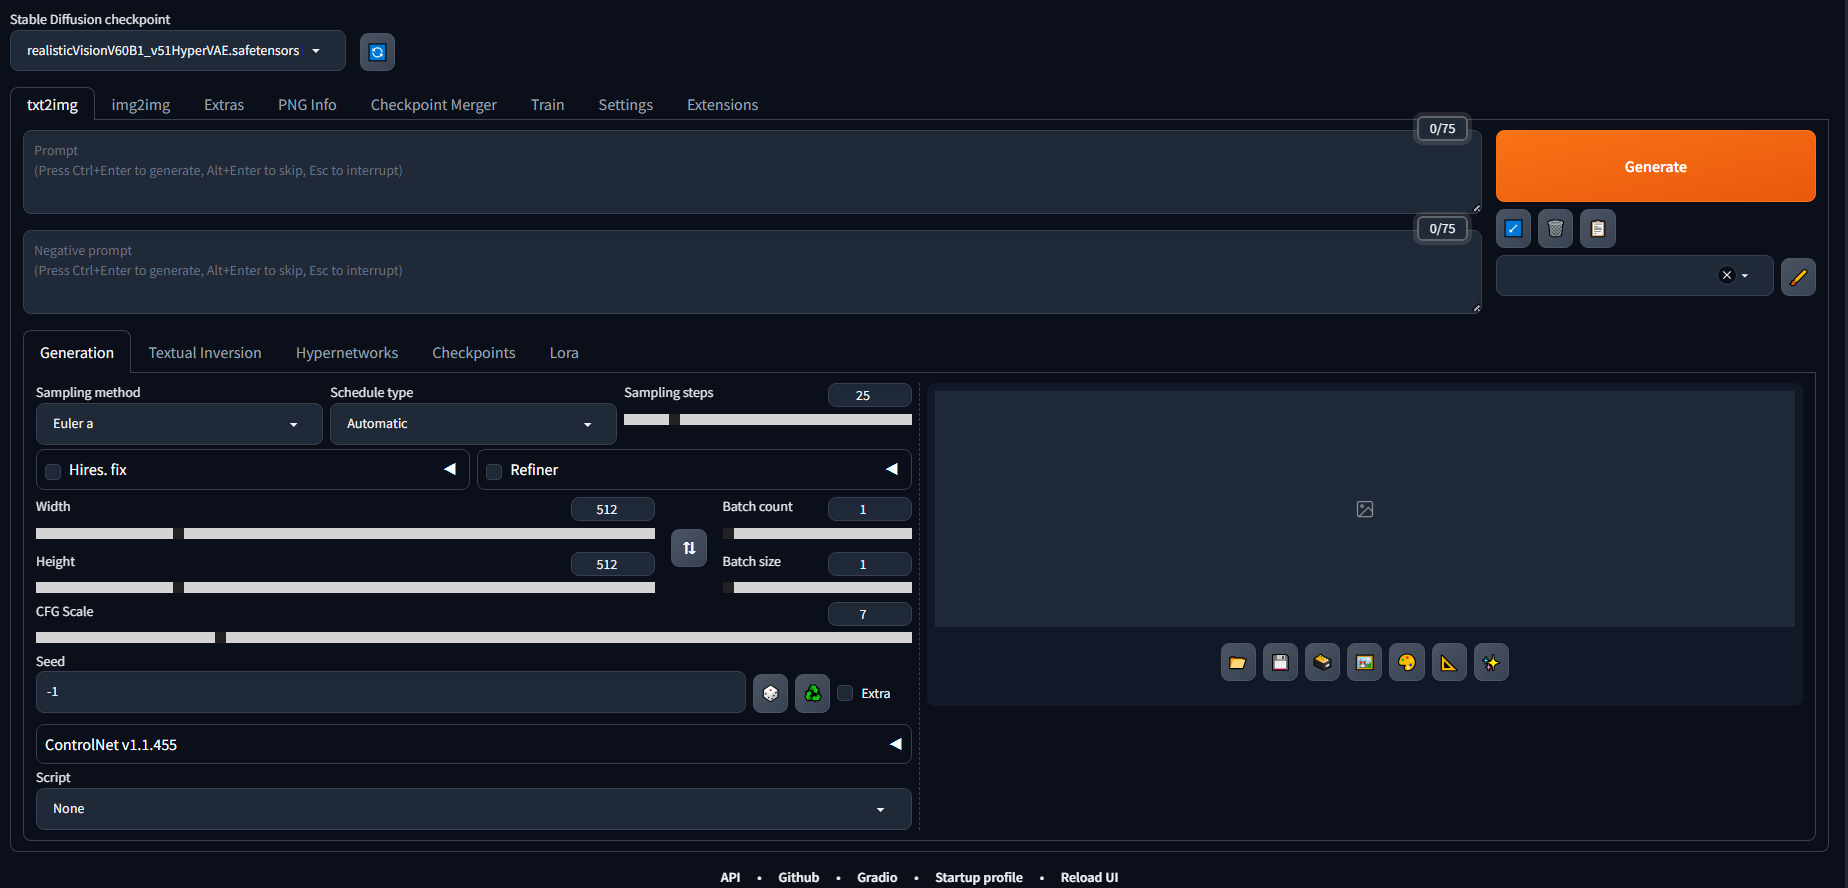 Stable Diffusion checkpoint
realisticVisionV60B1_v51HyperVAE.safetensors
txt2img img2img Extras PNG Info Checkpoint Merger Train Settings Extensions
0/75
Prompt
(Press Ctrl+Enter to generate, Alt+Enter to skip, Esc to interrupt)
Generate
0/75
Negative prompt
(Press Ctrl+Enter to generate, Alt+Enter to skip, Esc to interrupt)
Generation Textual Inversion Hypernetworks Checkpoints Lora
Sampling method Schedule type Sampling steps 25
Euler a Automatic
Hires. fix Refiner
Width 512 Batch count 1
Height 512 Batch size 1
CFG Scale 7
Seed
-1 Extra
ControlNet v1.1.455
Script
None
API • Github • Gradio • Startup profile • Reload UI